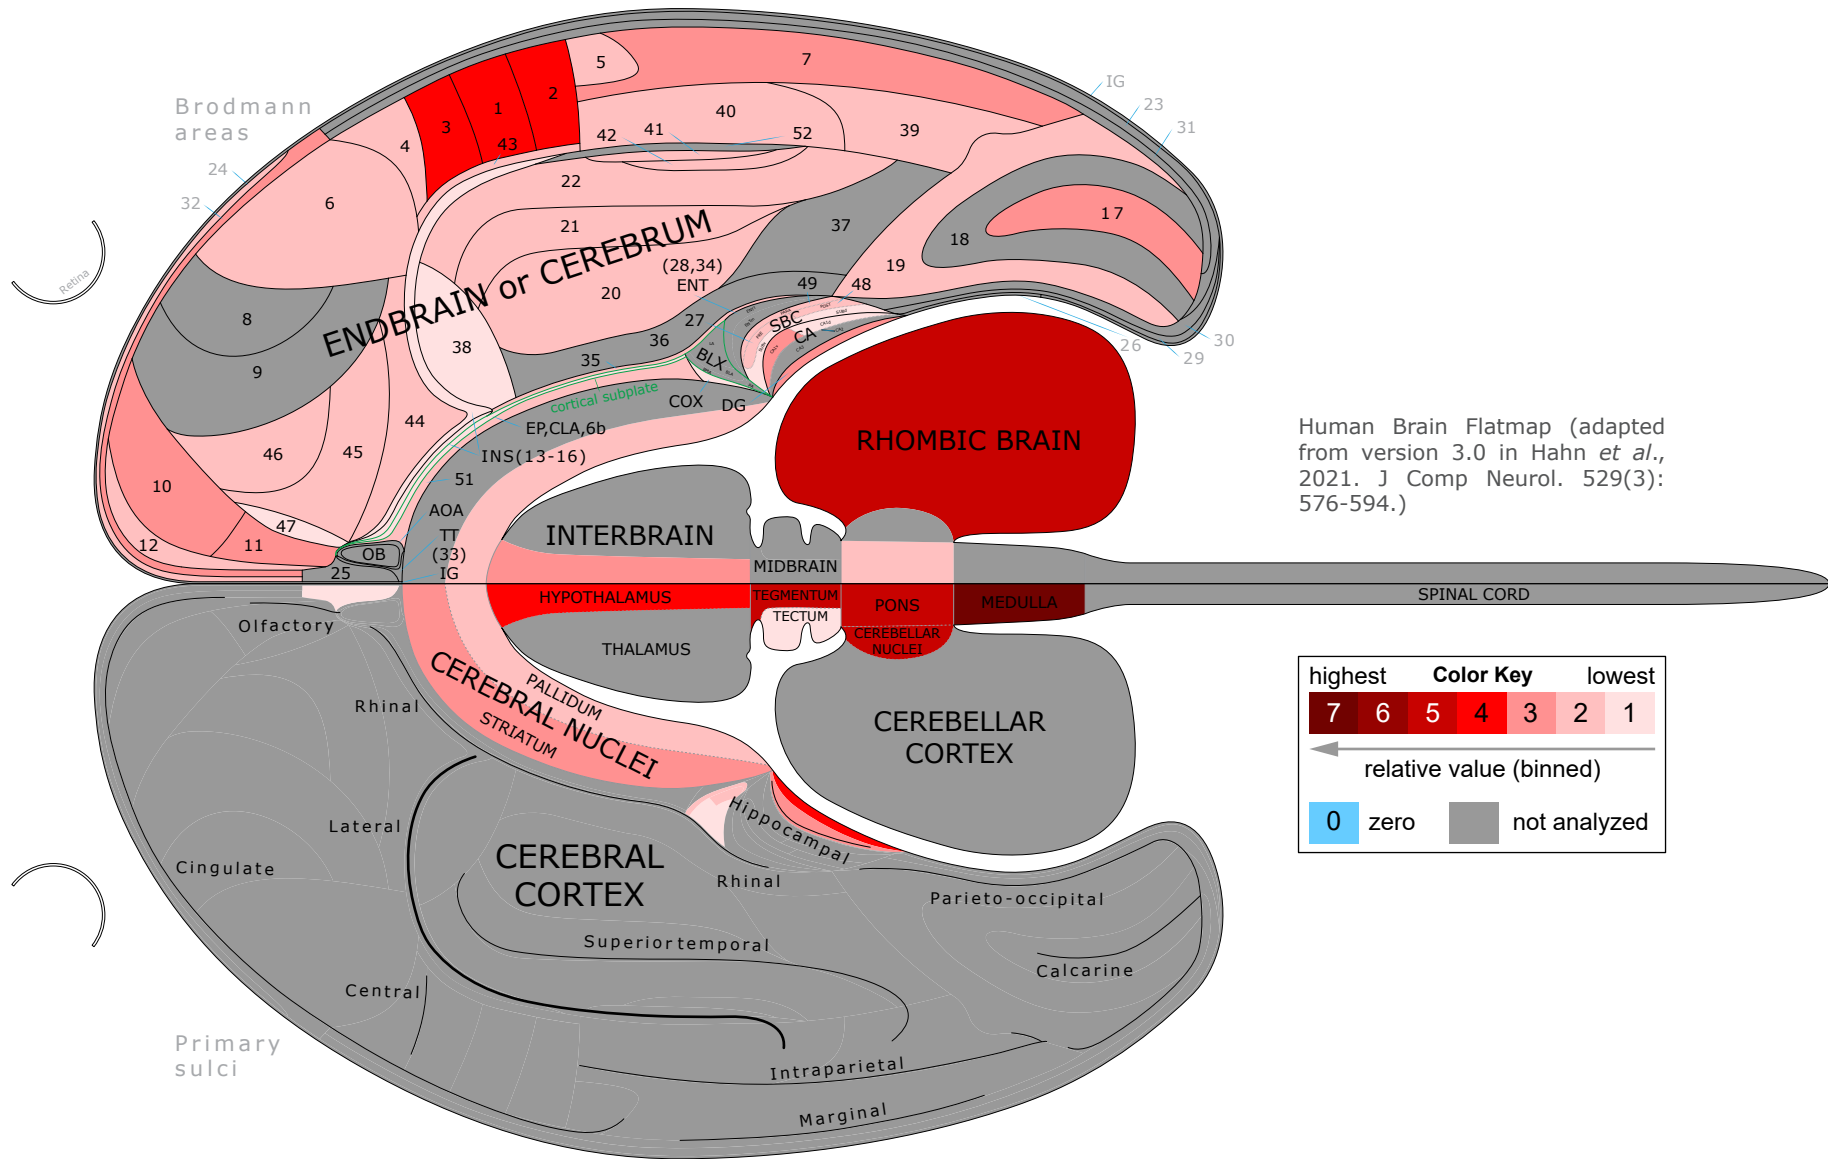 5
7
IG
23
31
Brodmann
areas
3
1
2
43
4
42
41
40
52
39
24
32
6
22
21
37
17
18
19
Retina
ENDBRAIN or CEREBRUM
(28,34)
ENT
20
49
48
27
SBC
CA
8
38
36
BLX
35
9
26
29
30
cortical subplate
COX
DG
44
EP,CLA,6b
INS(13-16)
46
45
51
10
47
AOA
TT
(33)
IG
12
11
OB
25
RHOMBIC BRAIN
INTERBRAIN
MIDBRAIN
Human Brain Flatmap (adapted
from version 3.0 in Hahn et al.,
2021. J Comp Neurol. 529(3):
576-594.)
HYPOTHALAMUS
TEGMENTUM
TECTUM
PONS
MEDULLA
SPINAL CORD
CEREBELLAR
NUCLEI
THALAMUS
PALLIDUM
CEREBRAL NUCLEI
STRIATUM
CEREBELLAR
CORTEX
highest Color Key lowest
7 6 5 4 3 2 1
relative value (binned)
0 zero not analyzed
Olfactory
Rhinal
Lateral
Cingulate
Hippocampal
CEREBRAL
CORTEX
Rhinal
Parieto-occipital
Superior temporal
Calcarine
Central
Primary
sulci
Intraparietal
Marginal